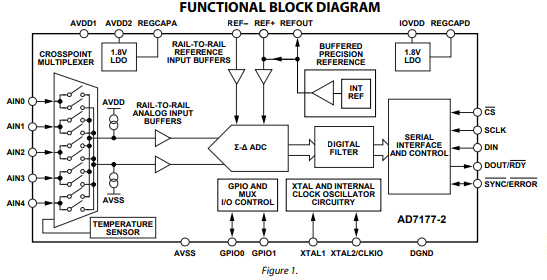 FUNCTIONAL BLOCK DIAGRAM
AVDD1 AVDD2 REGCAPA REF– REF+ REFOUT IOVDD REGCAPD
CROSSPOINT
MULTIPLEXER
1.8V
LDO
RAIL-TO-RAIL
REFERENCE
INPUT BUFFERS
BUFFERED
PRECISION
REFERENCE
INT
REF
1.8V
LDO
AIN0
AIN1
AIN2
AIN3
AIN4
AVDD
RAIL-TO-RAIL
ANALOG INPUT
BUFFERS
AVSS
Σ-Δ ADC
DIGITAL
FILTER
SERIAL
INTERFACE
AND CONTROL
CS
SCLK
DIN
DOUT/RDY
SYNC/ERROR
GPIO AND
MUX
I/O CONTROL
XTAL AND INTERNAL
CLOCK OSCILLATOR
CIRCUITRY
TEMPERATURE
SENSOR
AD7177-2
AVSS GPIO0 GPIO1 XTAL1 XTAL2/CLKIO DGND
Figure 1.